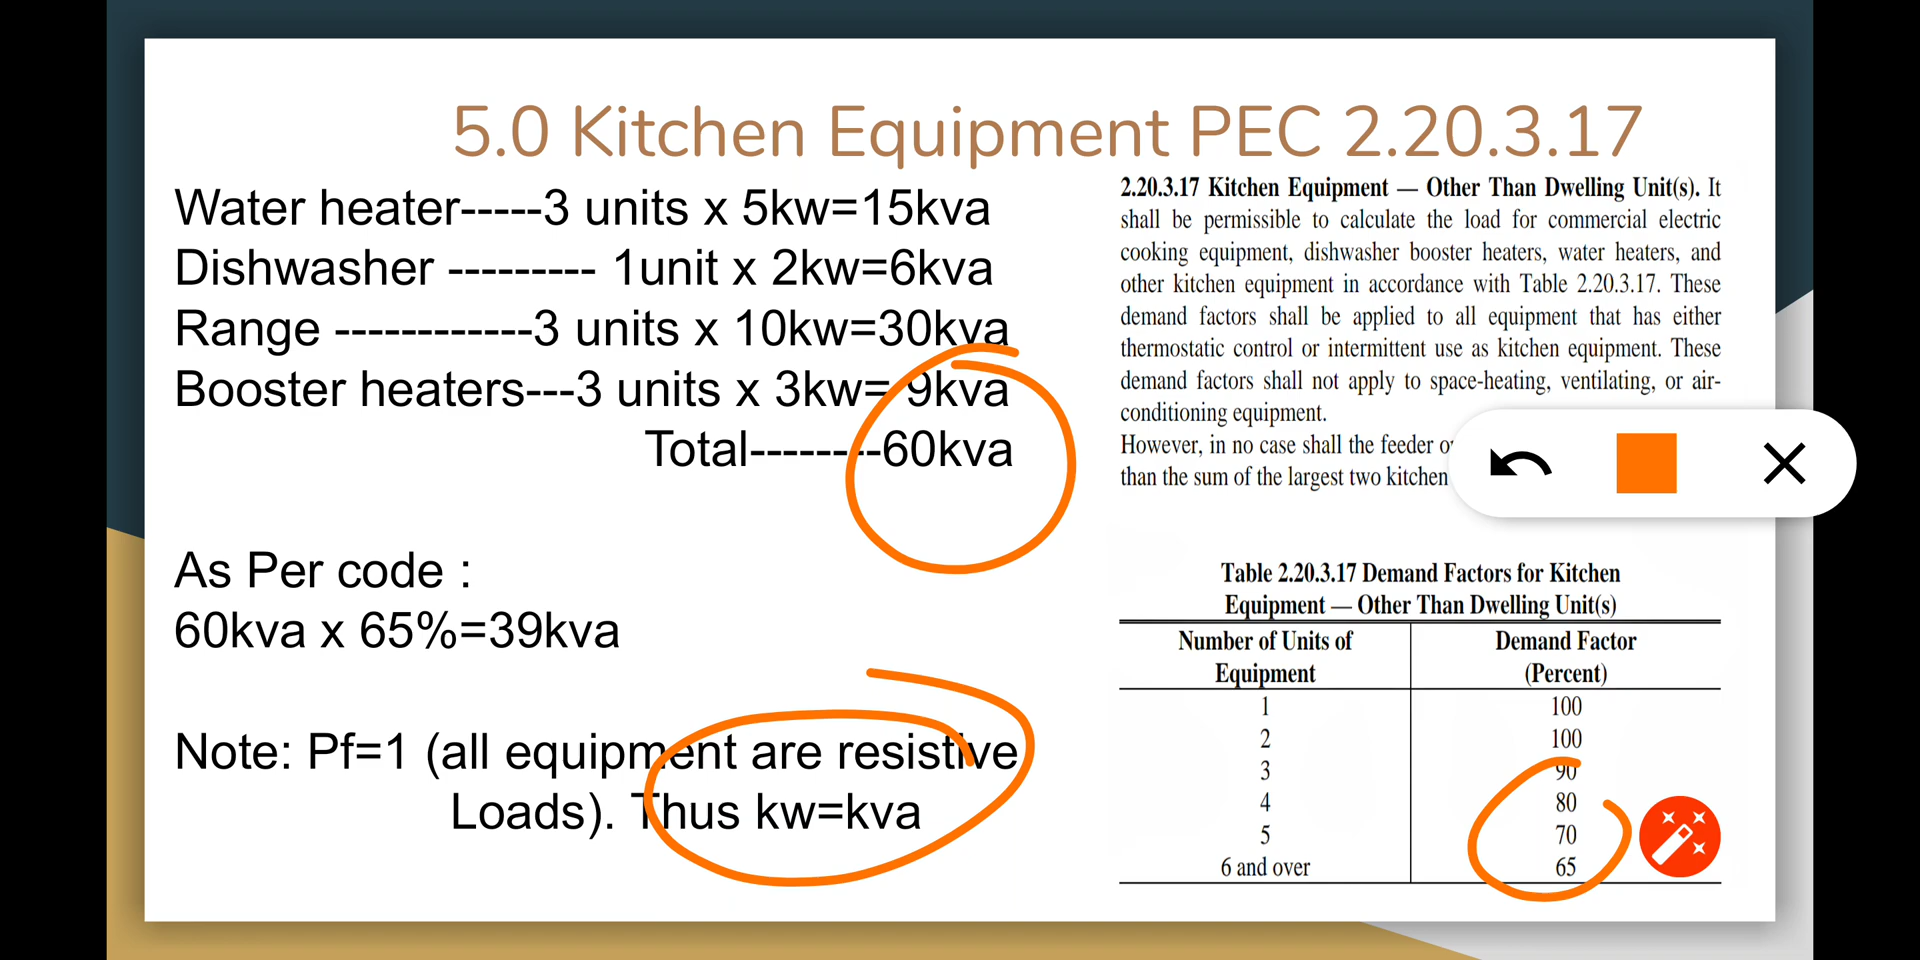 5.0 Kitchen Equipment PEC 2.20.3.17
Water heater-----3 units x 5kw=15kva
Dishwasher --------- 1unit x 2kw=6kva
Range ------------3 units x 10kw=30kva
Booster heaters---3 units x 3kw= 9kva
Total--------60kva
As Per code :
60kva x 65%=39kva
Note: Pf=1 (all equipment are resistive
Loads). Thus kw=kva
2.20.3.17 Kitchen Equipment — Other Than Dwelling Unit(s). It
shall be permissible to calculate the load for commercial electric
cooking equipment, dishwasher booster heaters, water heaters, and
other kitchen equipment in accordance with Table 2.20.3.17. These
demand factors shall be applied to all equipment that has either
thermostatic control or intermittent use as kitchen equipment. These
demand factors shall not apply to space-heating, ventilating, or air-
conditioning equipment.
However, in no case shall the feeder
than the sum of the largest two kitchen
Table 2.20.3.17 Demand Factors for Kitchen
Equipment — Other Than Dwelling Unit(s)
Number of Units of Equipment Demand Factor (Percent)
1 100
2 100
3 90
4 80
5 70
6 and over 65